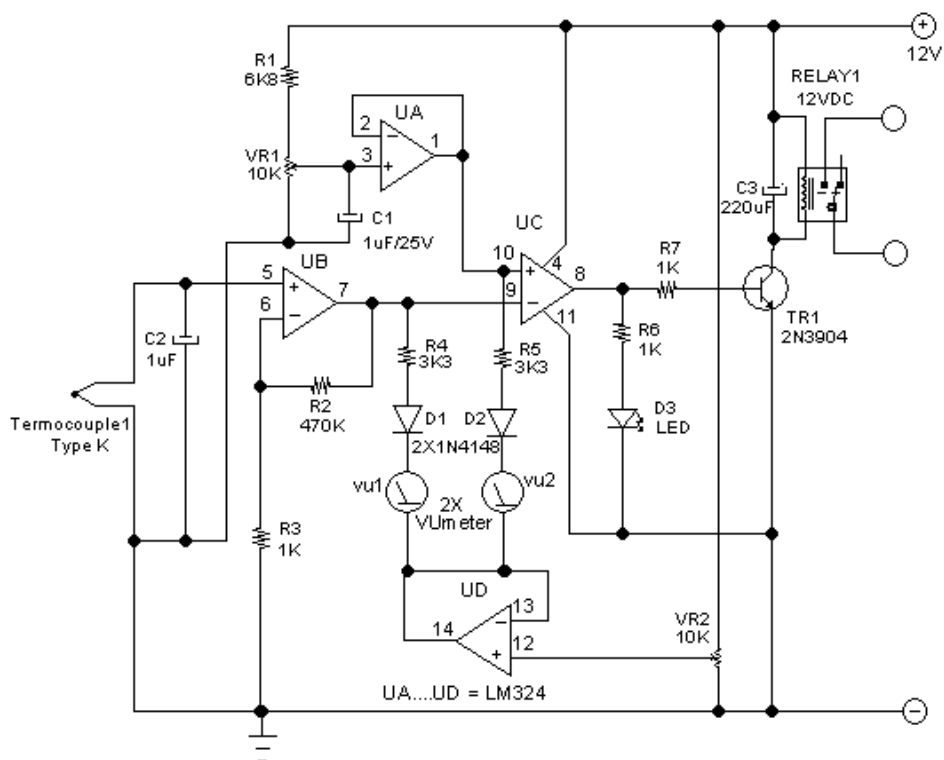 R1
6K8
UA
2
−
3
+
1
VR1
10K
C1
1uF/25V
12V
RELAY1
12VDC
C3
220uF
UC
10
+
9
−
4
8
11
UB
5
+
6
−
7
C2
1uF
R7
1K
TR1
2N3904
R4
3K3
R5
3K3
R6
1K
R2
470K
D1
D2
2X1N4148
D3
LED
Termocouple1
Type K
vu1
2X
VUmeter
vu2
R3
1K
UD
13
−
14
12
+
VR2
10K
UA....UD = LM324